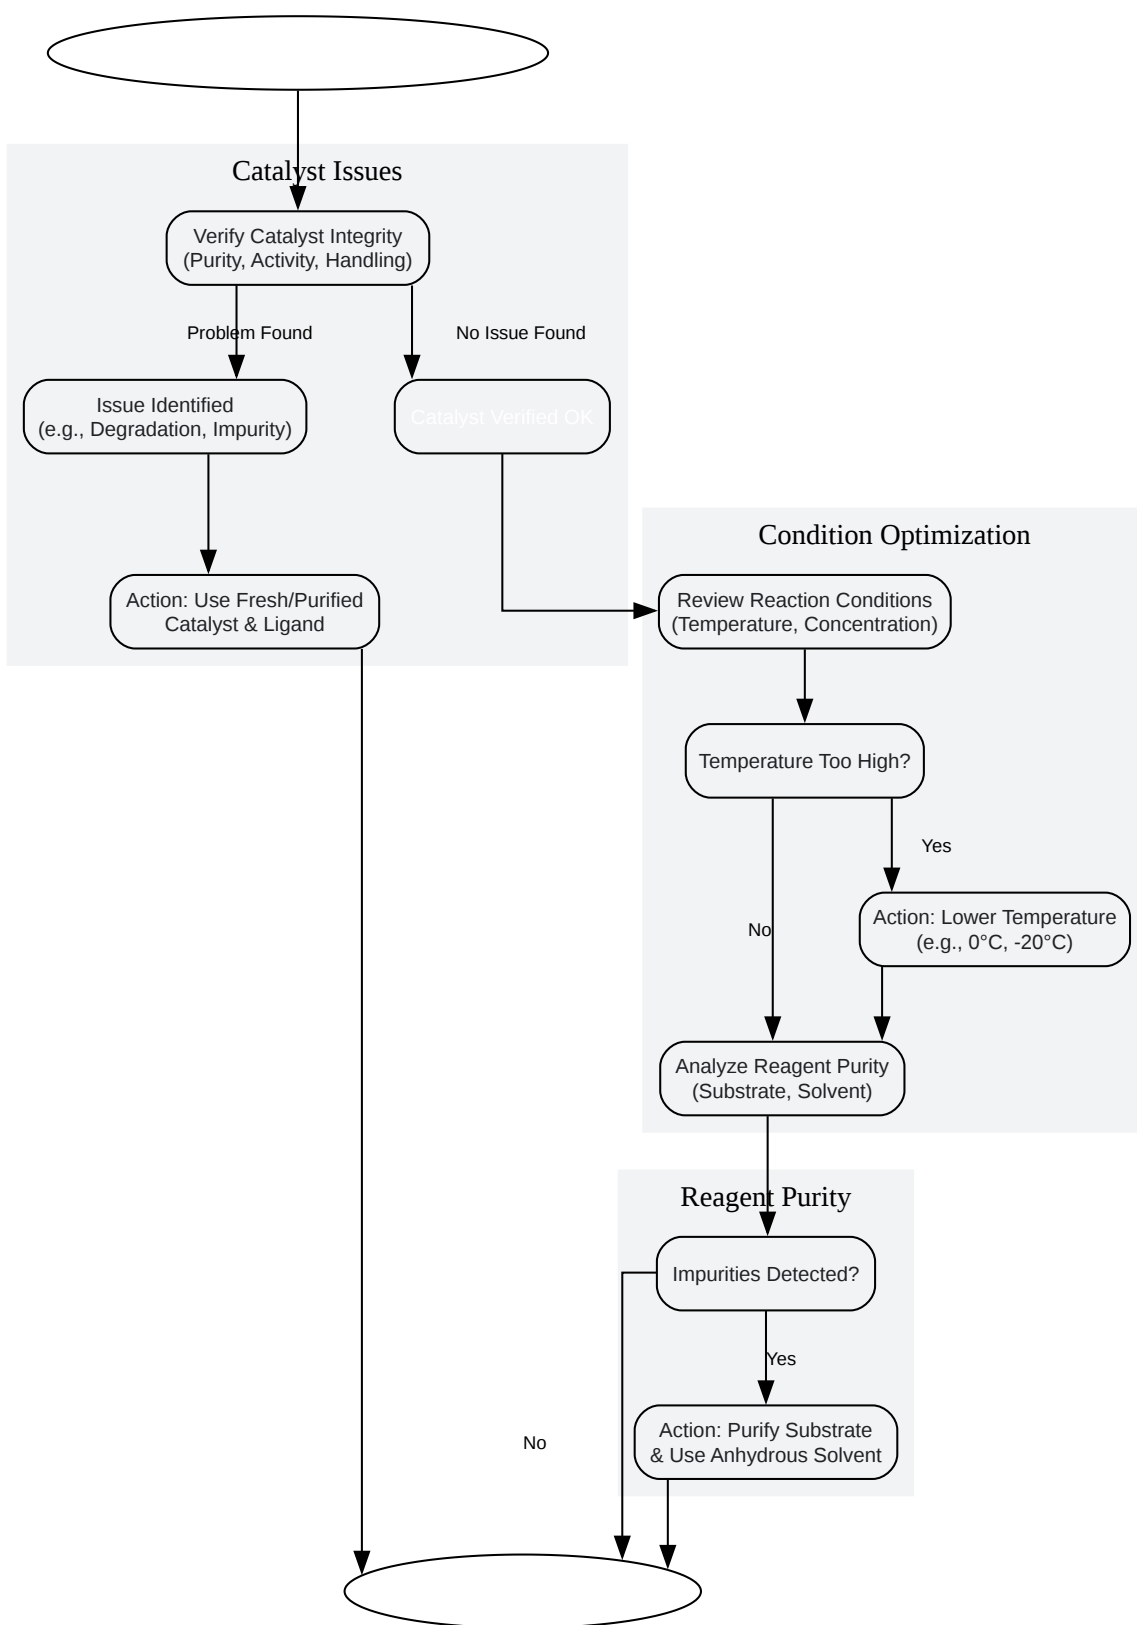 Catalyst Issues
Verify Catalyst Integrity
(Purity, Activity, Handling)
Problem Found
No Issue Found
Issue Identified
(e.g., Degradation, Impurity)
Catalyst Verified OK
Action: Use Fresh/Purified
Catalyst & Ligand
Condition Optimization
Review Reaction Conditions
(Temperature, Concentration)
Temperature Too High?
Yes
No
Action: Lower Temperature
(e.g., 0°C, -20°C)
Analyze Reagent Purity
(Substrate, Solvent)
Reagent Purity
Impurities Detected?
Yes
No
Action: Purify Substrate
& Use Anhydrous Solvent